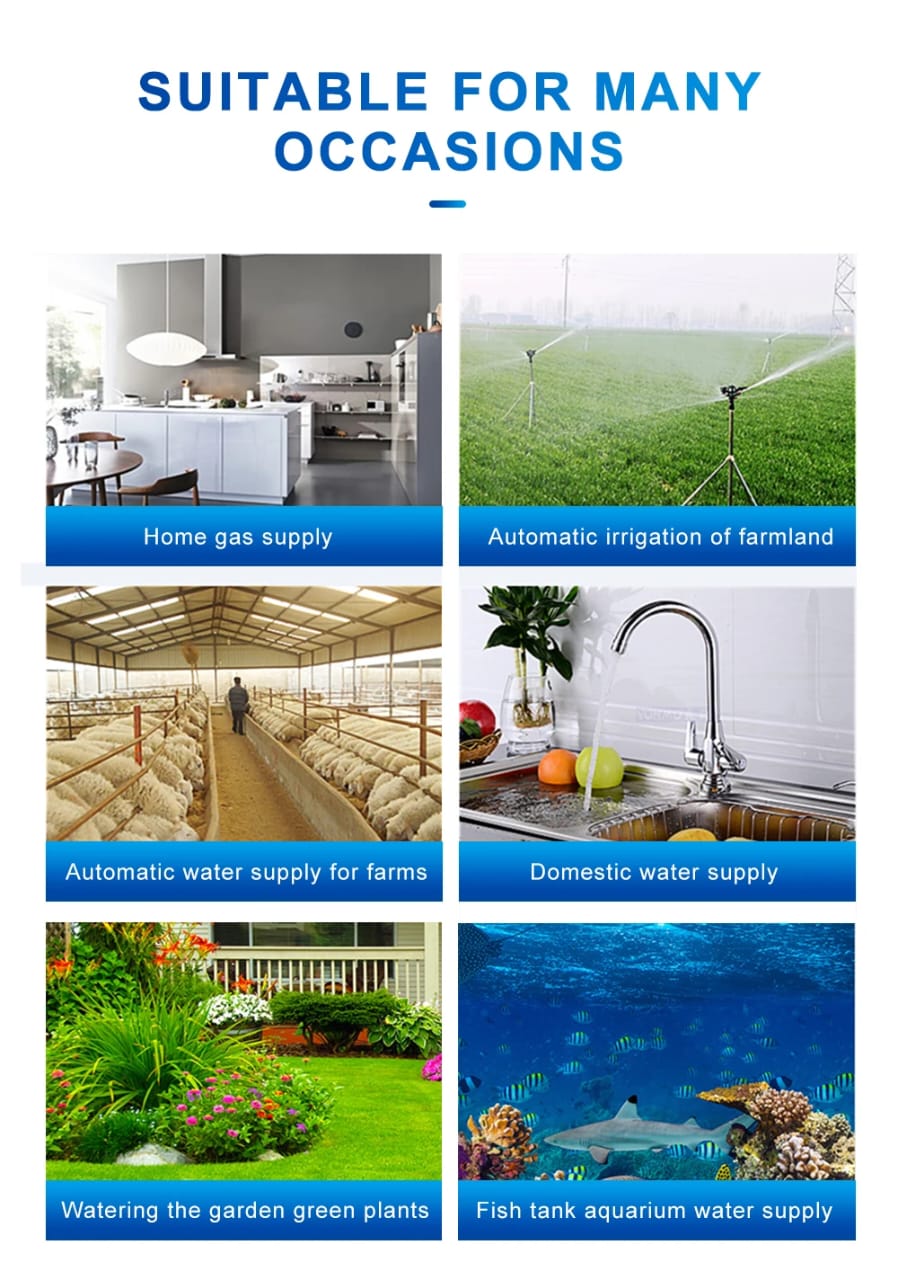 SUITABLE FOR MANY
OCCASIONS
Home gas supply
Automatic irrigation of farmland
Automatic water supply for farms
Domestic water supply
Watering the garden green plants
Fish tank aquarium water supply